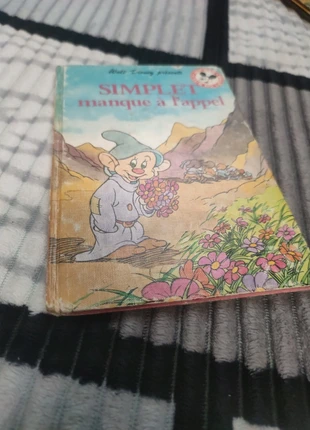 Walt Disney présente
SIMPLET
manque à l'appel